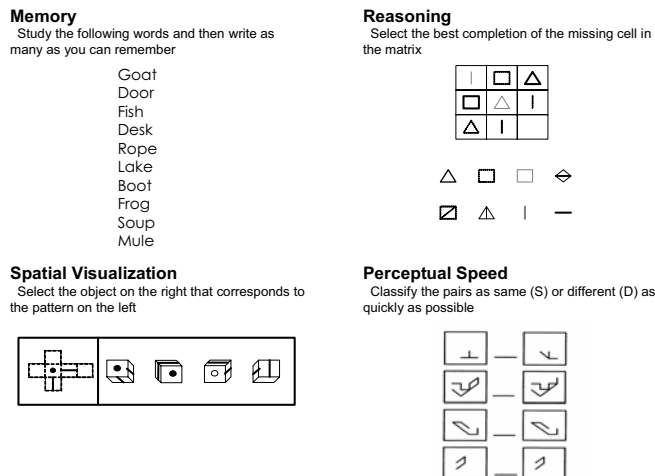 Memory
Study the following words and then write as
many as you can remember
Goat
Door
Fish
Desk
Rope
Lake
Boot
Frog
Soup
Mule
Reasoning
Select the best completion of the missing cell in
the matrix
Spatial Visualization
Select the object on the right that corresponds to
the pattern on the left
Perceptual Speed
Classify the pairs as same (S) or different (D) as
quickly as possible